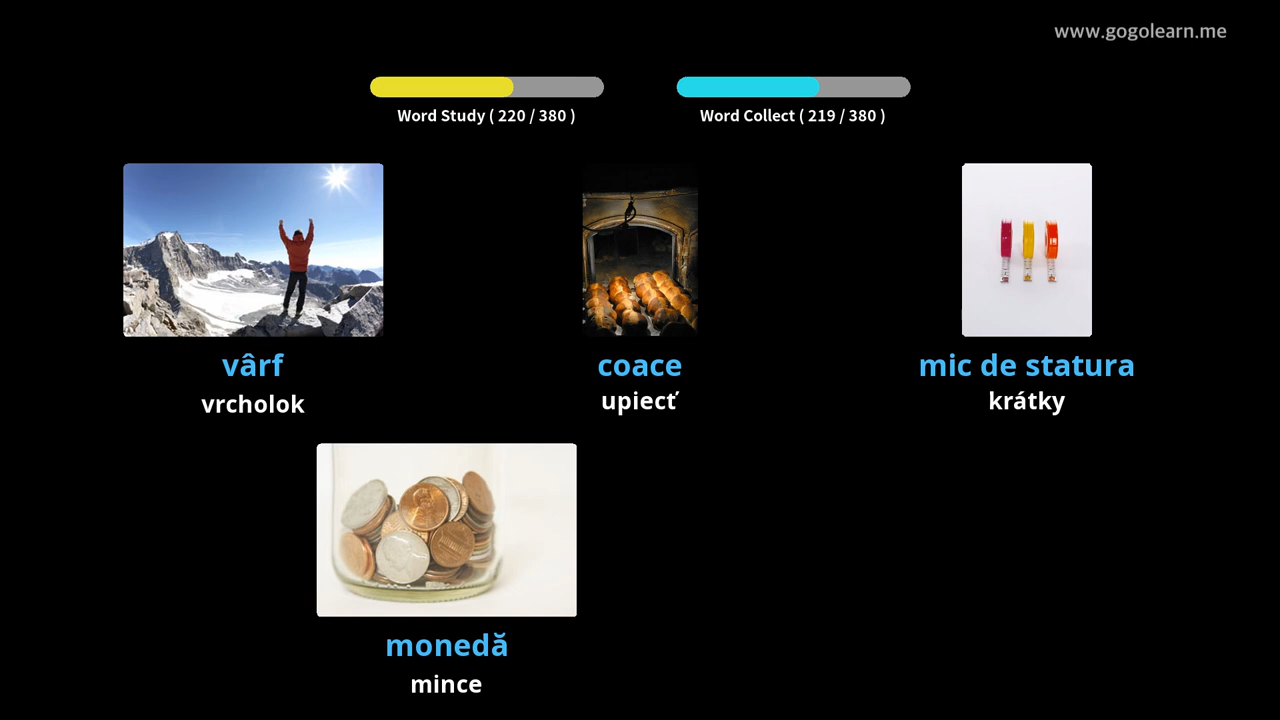 www.gogolearn.me
Word Study ( 220 / 380 )
Word Collect ( 219 / 380 )
vârf
vrcholok
coace
upiecť
mic de statura
krátky
monedă
mince